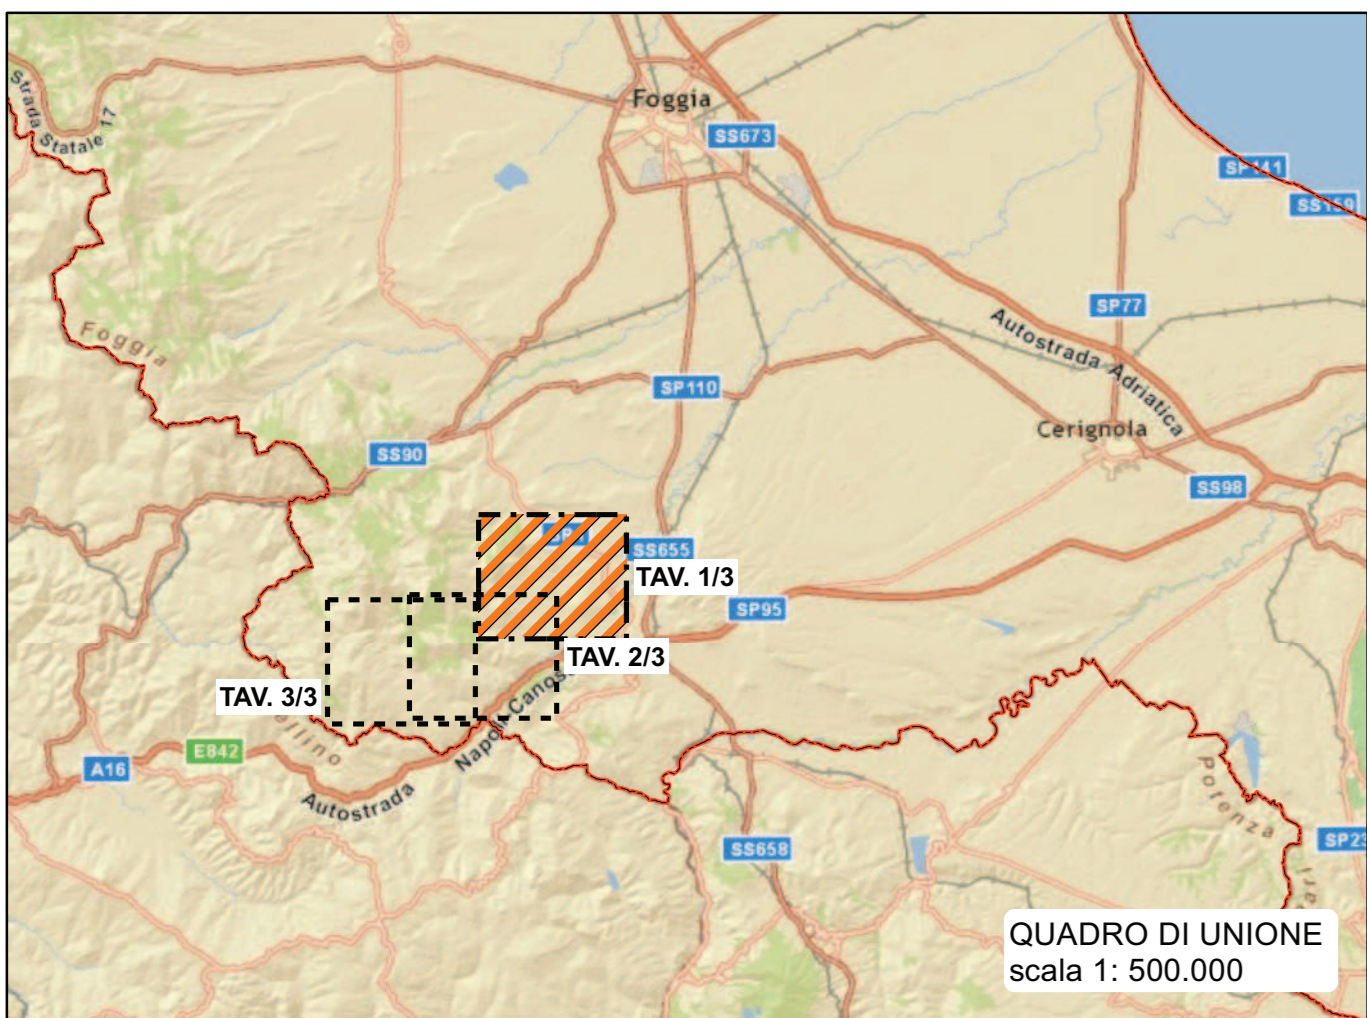 Strada Statale 17
Foggia
SS673
SP141
SS159
SP77
Foggia
Autostrada Adriatica
SP110
Cerignola
SS90
SS98
SS655
TAV. 1/3
SP95
TAV. 2/3
TAV. 3/3
Napoli-Canosa
E842
A16
Autostrada
Potenza
SS658
SP23
QUADRO DI UNIONE
scala 1: 500.000